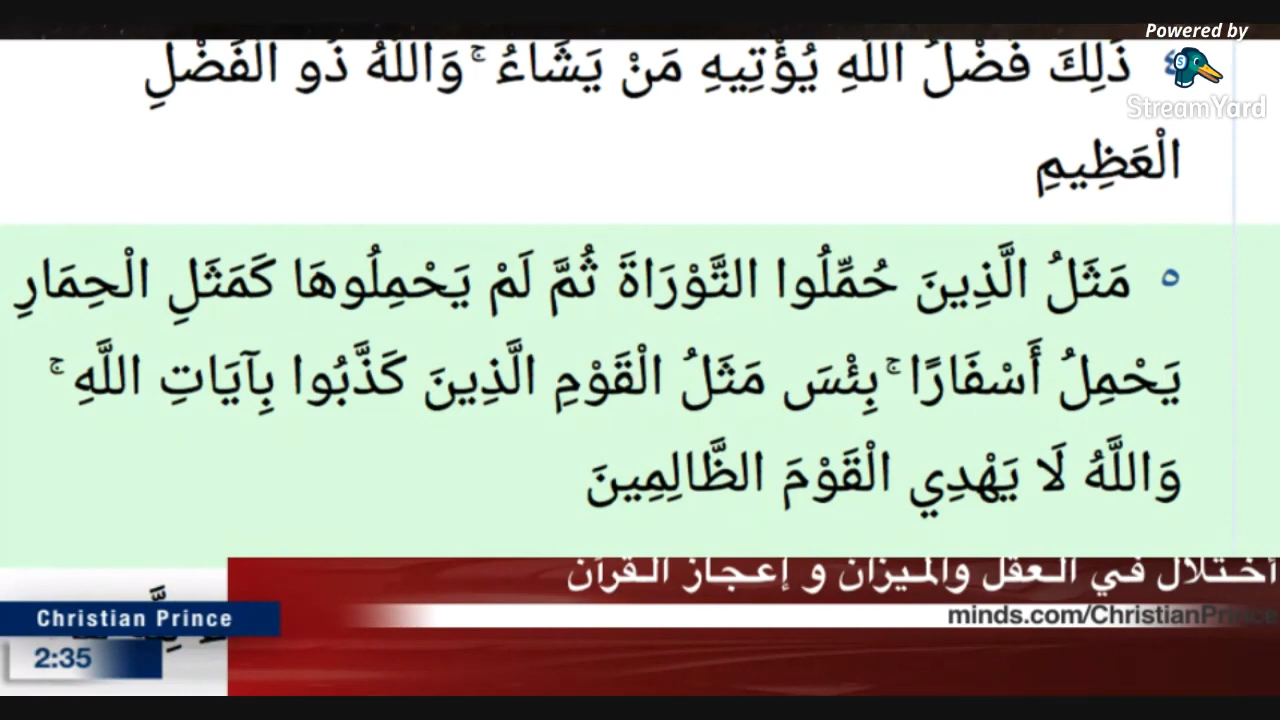 Powered by
StreamYard
ذَٰلِكَ فَضْلُ اللَّهِ يُؤْتِيهِ مَنْ يَشَاءُ ۚ وَاللَّهُ ذُو الْفَضْلِ
الْعَظِيمِ
٥ مَثَلُ الَّذِينَ حُمِّلُوا التَّوْرَاةَ ثُمَّ لَمْ يَحْمِلُوهَا كَمَثَلِ الْحِمَارِ
يَحْمِلُ أَسْفَارًا ۚ بِئْسَ مَثَلُ الْقَوْمِ الَّذِينَ كَذَّبُوا بِآيَاتِ اللَّهِ ۚ
وَاللَّهُ لَا يَهْدِي الْقَوْمَ الظَّالِمِينَ
أختلال في العقل والميزان و إعجاز القرآن
Christian Prince
minds.com/ChristianPrince
2:35